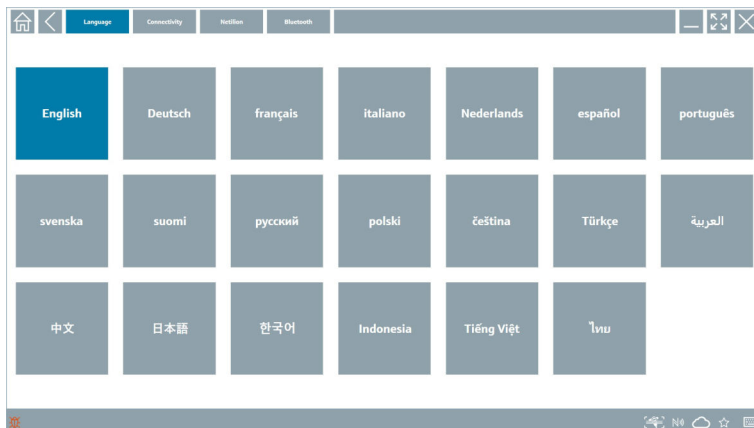 Language Connectivity Netilion Bluetooth
English Deutsch français italiano Nederlands español português
svenska suomi русский polski čeština Türkçe العربية
中文 日本語 한국어 Indonesia Tiếng Việt ไทย